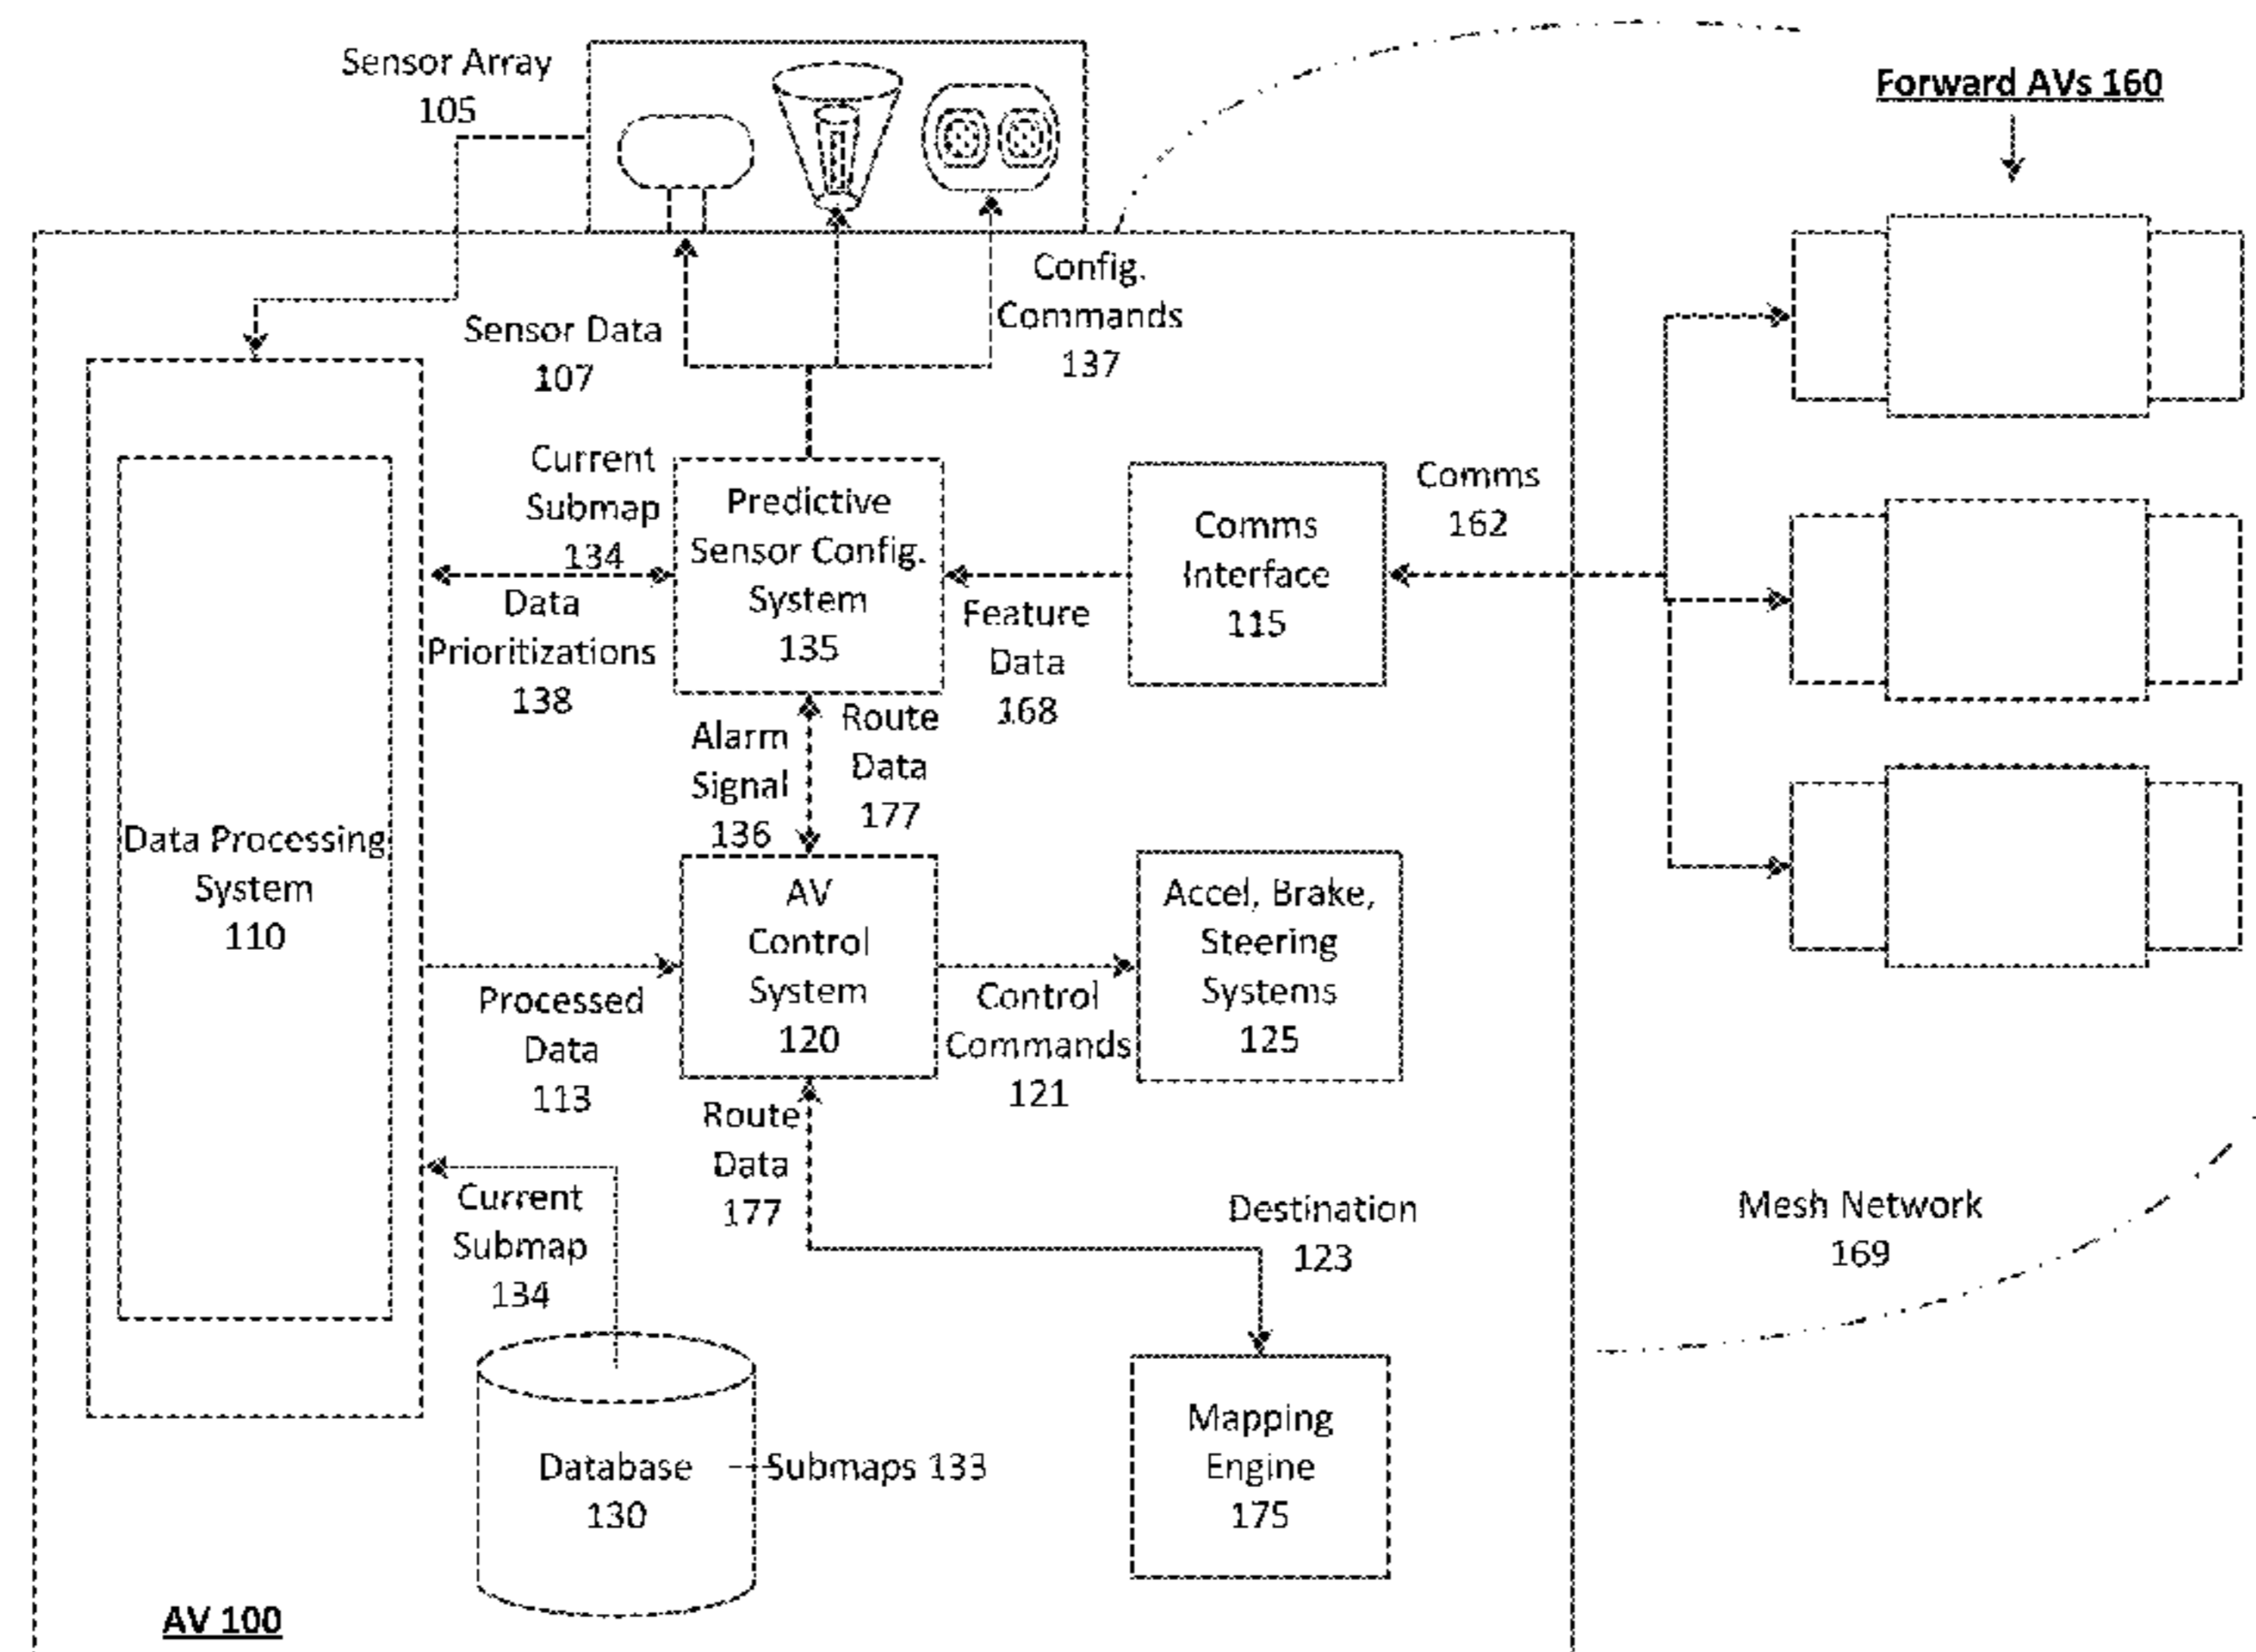 Sensor Array
105
Forward AVs 160
Config.
Commands
137
Sensor Data
107
Current
Submap
134
Predictive
Sensor Config.
System
135
Comms
Interface
115
Comms
162
Data
Prioritizations
138
Feature
Data
168
Alarm
Signal
136
Route
Data
177
Data Processing
System
110
AV
Control
System
120
Accel, Brake,
Steering
Systems
125
Processed
Data
113
Control
Commands
121
Route
Data
177
Current
Submap
134
Destination
123
Mesh Network
169
Database
130
Submaps 133
Mapping
Engine
175
AV 100